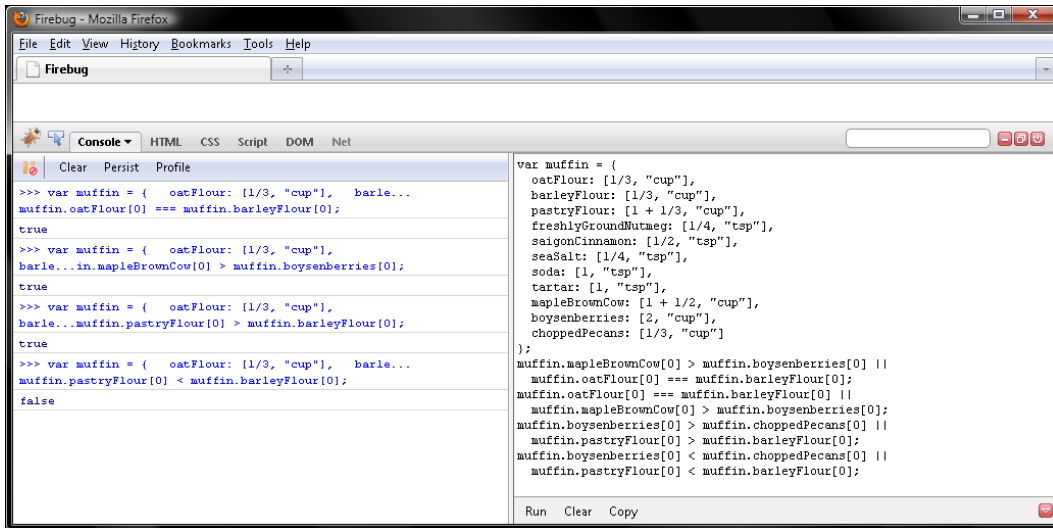 Firebug - Mozilla Firefox
File Edit View History Bookmarks Tools Help
Firebug
Console HTML CSS Script DOM Net
Clear Persist Profile
>>> var muffin = {   oatFlour: [1/3, "cup"],   barle...
muffin.oatFlour[0] === muffin.barleyFlour[0];
true
>>> var muffin = {   oatFlour: [1/3, "cup"],
barle...in.mapleBrownCow[0] > muffin.boysenberries[0];
true
>>> var muffin = {   oatFlour: [1/3, "cup"],
barle...muffin.pastryFlour[0] > muffin.barleyFlour[0];
true
>>> var muffin = {   oatFlour: [1/3, "cup"],   barle...
muffin.pastryFlour[0] < muffin.barleyFlour[0];
false
var muffin = {
  oatFlour: [1/3, "cup"],
  barleyFlour: [1/3, "cup"],
  pastryFlour: [1 + 1/3, "cup"],
  freshlyGroundNutmeg: [1/4, "tsp"],
  saigonCinnamon: [1/2, "tsp"],
  seaSalt: [1/4, "tsp"],
  soda: [1, "tsp"],
  tartar: [1, "tsp"],
  mapleBrownCow: [1 + 1/2, "cup"],
  boysenberries: [2, "cup"],
  choppedPecans: [1/3, "cup"]
};
muffin.mapleBrownCow[0] > muffin.boysenberries[0] ||
  muffin.oatFlour[0] === muffin.barleyFlour[0];
muffin.oatFlour[0] === muffin.barleyFlour[0] ||
  muffin.mapleBrownCow[0] > muffin.boysenberries[0];
muffin.boysenberries[0] > muffin.choppedPecans[0] ||
  muffin.pastryFlour[0] > muffin.barleyFlour[0];
muffin.boysenberries[0] < muffin.choppedPecans[0] ||
  muffin.pastryFlour[0] < muffin.barleyFlour[0];
Run Clear Copy